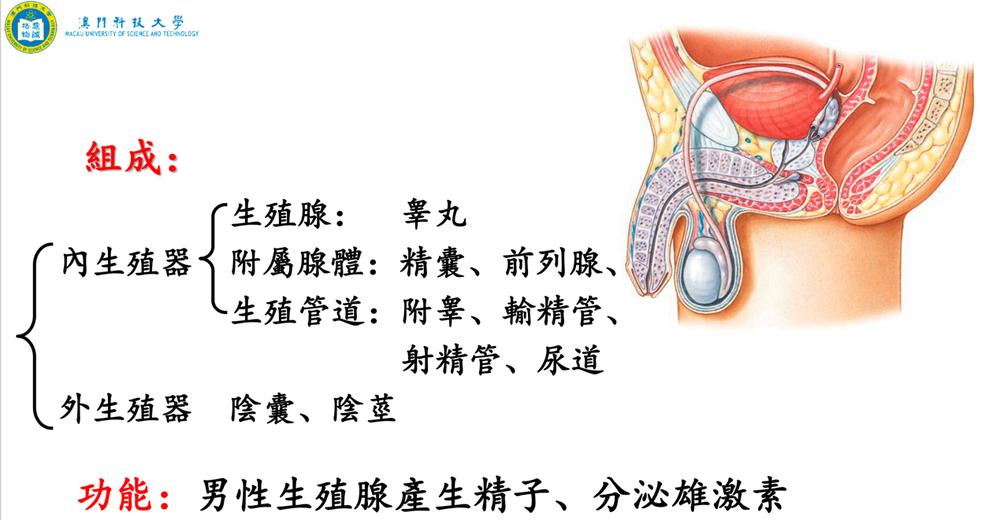 澳門科技大學
MACAU UNIVERSITY OF SCIENCE AND TECHNOLOGY
組成：
內生殖器
生殖腺： 睾丸
附屬腺體：精囊、前列腺、
生殖管道：附睾、輸精管、
射精管、尿道
外生殖器 陰囊、陰莖
功能：男性生殖腺產生精子、分泌雄激素